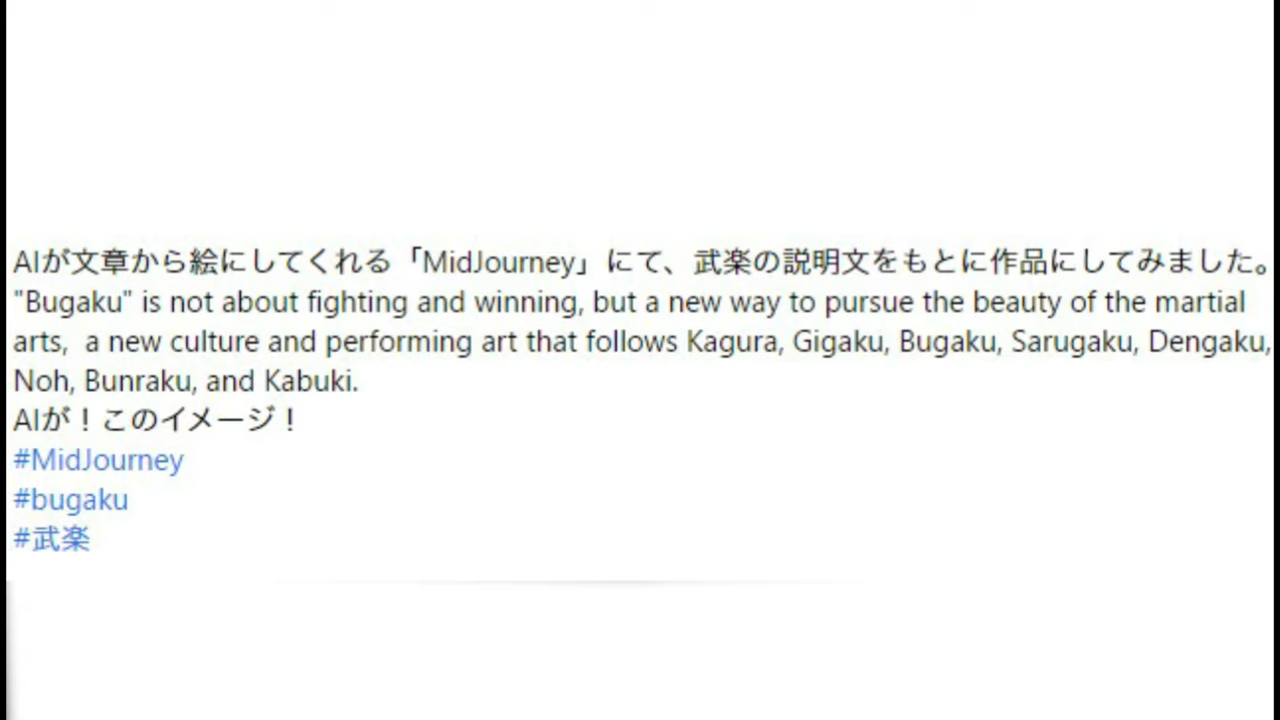 AIが文章から絵にしてくれる「MidJourney」にて、武楽の説明文をもとに作品にしてみました。
"Bugaku" is not about fighting and winning, but a new way to pursue the beauty of the martial
arts,  a new culture and performing art that follows Kagura, Gigaku, Bugaku, Sarugaku, Dengaku,
Noh, Bunraku, and Kabuki.
AIが！このイメージ！
#MidJourney
#bugaku
#武楽